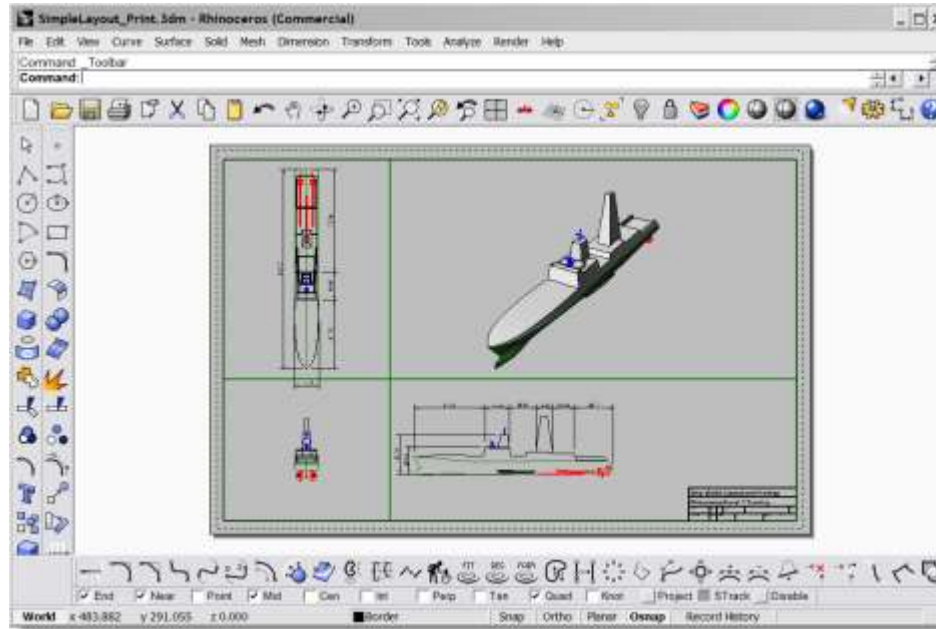 SimpleLayout_Print.3dm - Rhinoceros (Commercial)
File Edit View Curve Surface Solid Mesh Dimension Transform Tools Analyze Render Help
Command _Toolbar
Command:
End Near Point Mid Cen Int Perp Tan Quad Knot Project STrack Disable
World x 483.882 y 291.055 z 0.000 Border Snap Ortho Planar Osnap Record History